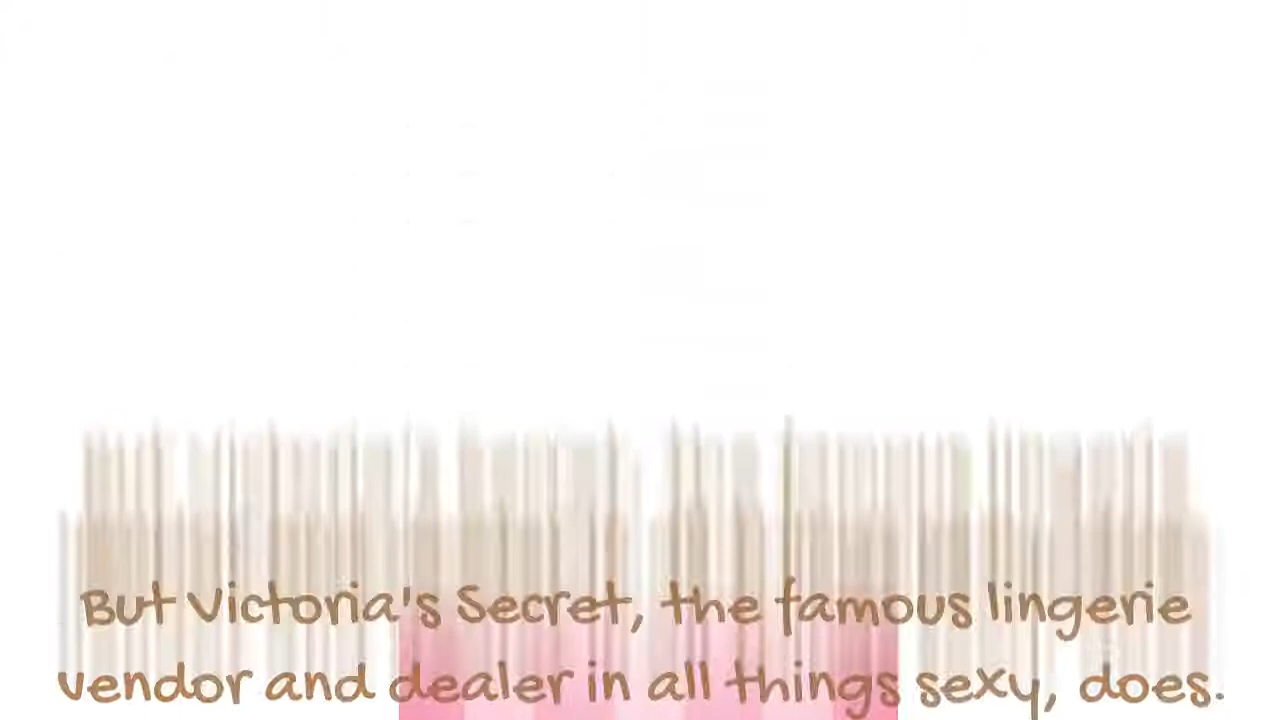 But Victoria's Secret, the famous lingerie
vendor and dealer in all things sexy, does.